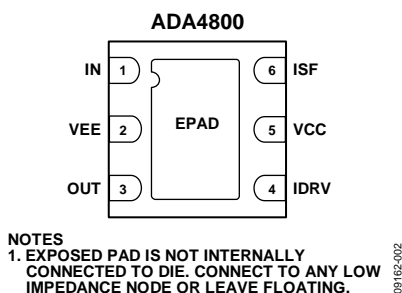 ADA4800
IN 1 6 ISF
VEE 2 EPAD 5 VCC
OUT 3 4 IDRV
NOTES
1. EXPOSED PAD IS NOT INTERNALLY
CONNECTED TO DIE. CONNECT TO ANY LOW
IMPEDANCE NODE OR LEAVE FLOATING.
09162-002